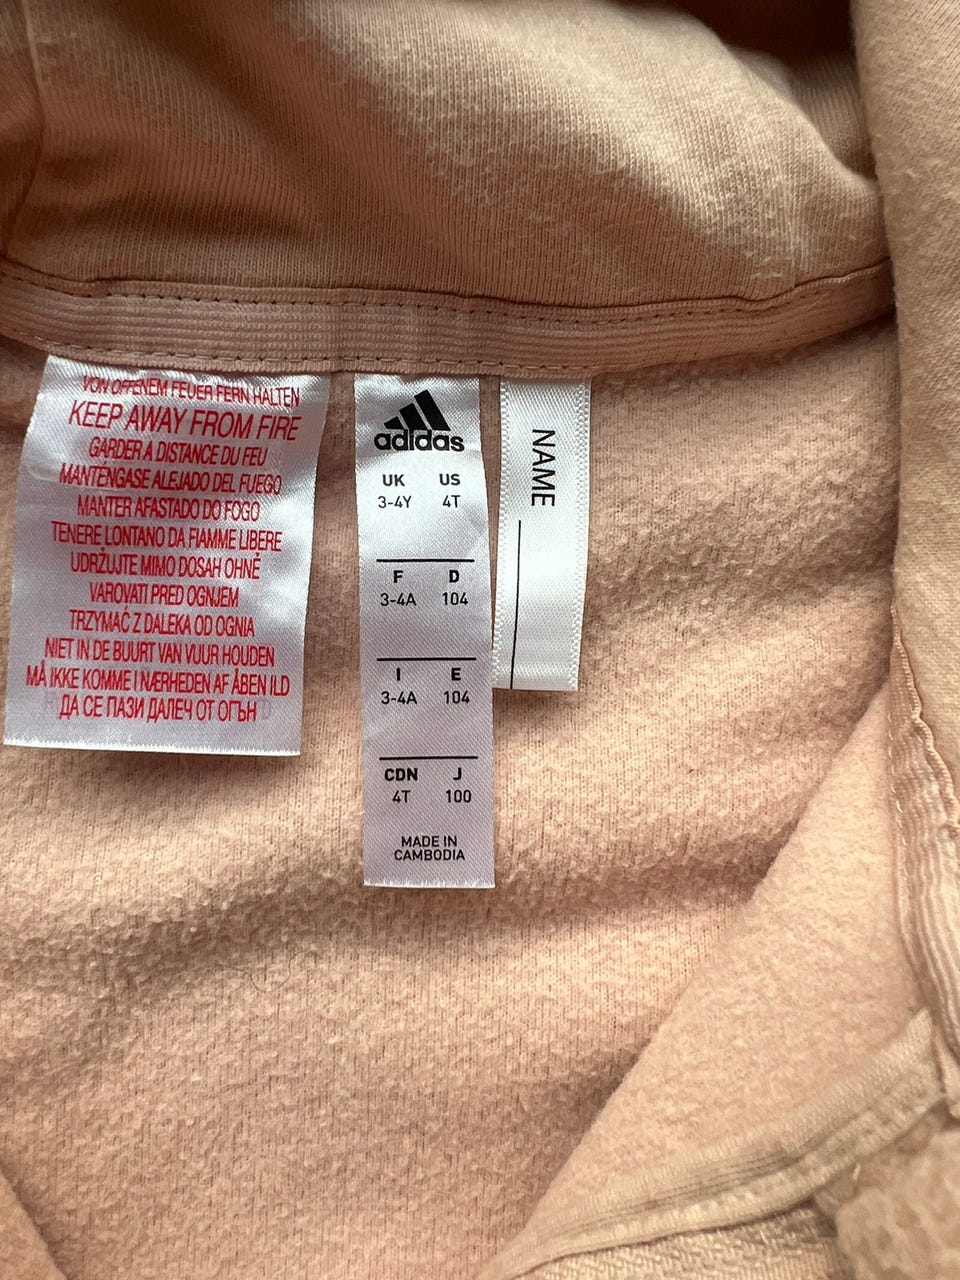 VON OFFENEM FEUER FERN HALTEN
KEEP AWAY FROM FIRE
GARDER A DISTANCE DU FEU
MANTÉNGASE ALEJADO DEL FUEGO
MANTER AFASTADO DO FOGO
TENERE LONTANO DA FIAMME LIBERE
UDRŽUJTE MIMO DOSAH OHNĚ
VAROVATI PRED OGNJEM
TRZYMAĆ Z DALEKA OD OGNIA
NIET IN DE BUURT VAN VUUR HOUDEN
MÅ IKKE KOMME I NÆRHEDEN AF ÅBEN ILD
ДА СЕ ПАЗИ ДАЛЕЧ ОТ ОГЪН
adidas
UK US
3-4Y 4T
F D
3-4A 104
I E
3-4A 104
CDN J
4T 100
MADE IN
CAMBODIA
NAME